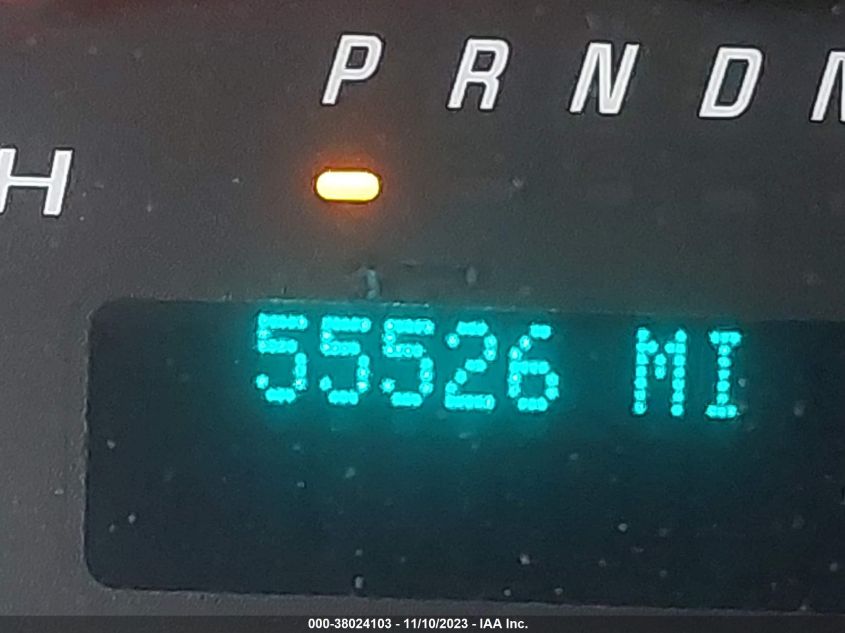 P R N D
H
55526 MI
000-38024103 - 11/10/2023 - IAA Inc.